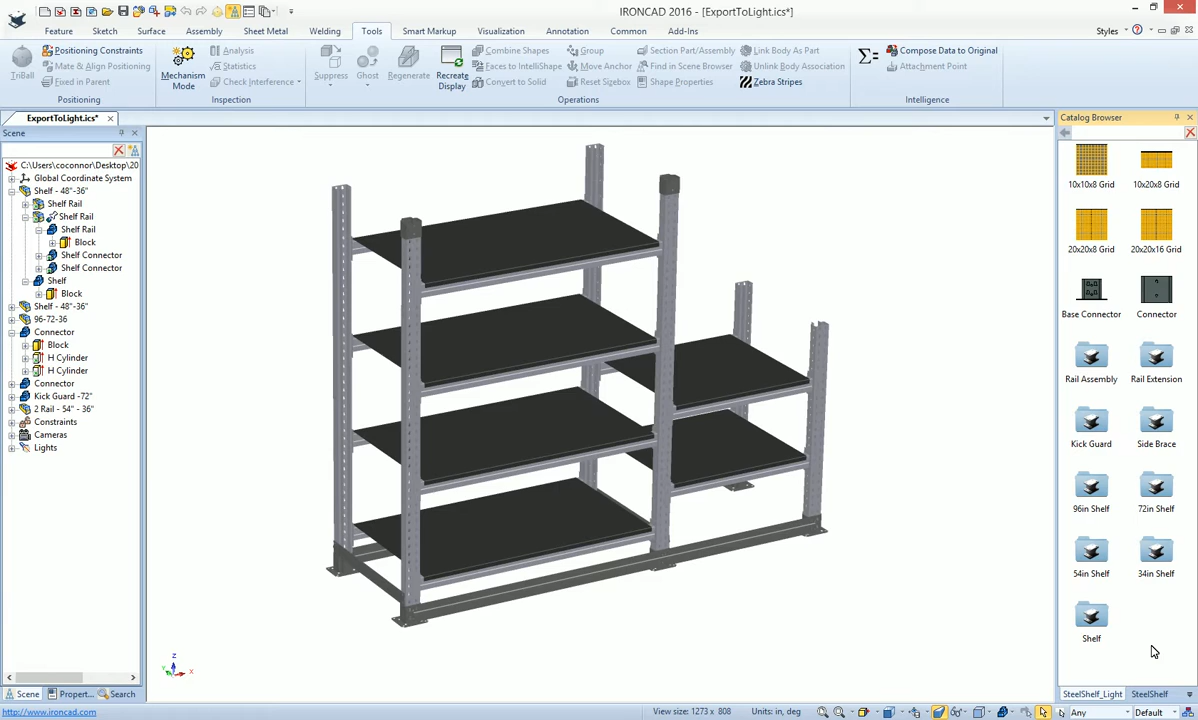 IRONCAD 2016 - [ExportToLight.ics*]
Feature Sketch Surface Assembly Sheet Metal Welding Tools Smart Markup Visualization Annotation Common Add-Ins Styles
TriBall
Positioning Constraints
Mate & Align Positioning
Fixed in Parent
Positioning
Mechanism Mode
Analysis
Statistics
Check Interference
Inspection
Suppress
Ghost
Regenerate
Recreate Display
Combine Shapes
Faces to IntelliShape
Convert to Solid
Group
Move Anchor
Reset Sizebox
Section Part/Assembly
Find in Scene Browser
Shape Properties
Link Body As Part
Unlink Body Association
Zebra Stripes
Operations
Compose Data to Original
Attachment Point
Intelligence
ExportToLight.ics*
Scene
C:\Users\coconnor\Desktop\20
Global Coordinate System
Shelf - 48"-36"
Shelf Rail
Shelf Rail
Shelf Rail
Block
Shelf Connector
Shelf Connector
Shelf
Block
Shelf - 48"-36"
96-72-36
Connector
Block
H Cylinder
H Cylinder
Connector
Kick Guard -72"
2 Rail - 54" - 36"
Constraints
Cameras
Lights
Scene Propert... Search
Z
Y
X
Catalog Browser
10x10x8 Grid 10x20x8 Grid
20x20x8 Grid 20x20x16 Grid
Base Connector Connector
Rail Assembly Rail Extension
Kick Guard Side Brace
96in Shelf 72in Shelf
54in Shelf 34in Shelf
Shelf
SteelShelf_Light SteelShelf
http://www.ironcad.com
View size: 1273 x 808 Units: in, deg
Any Default